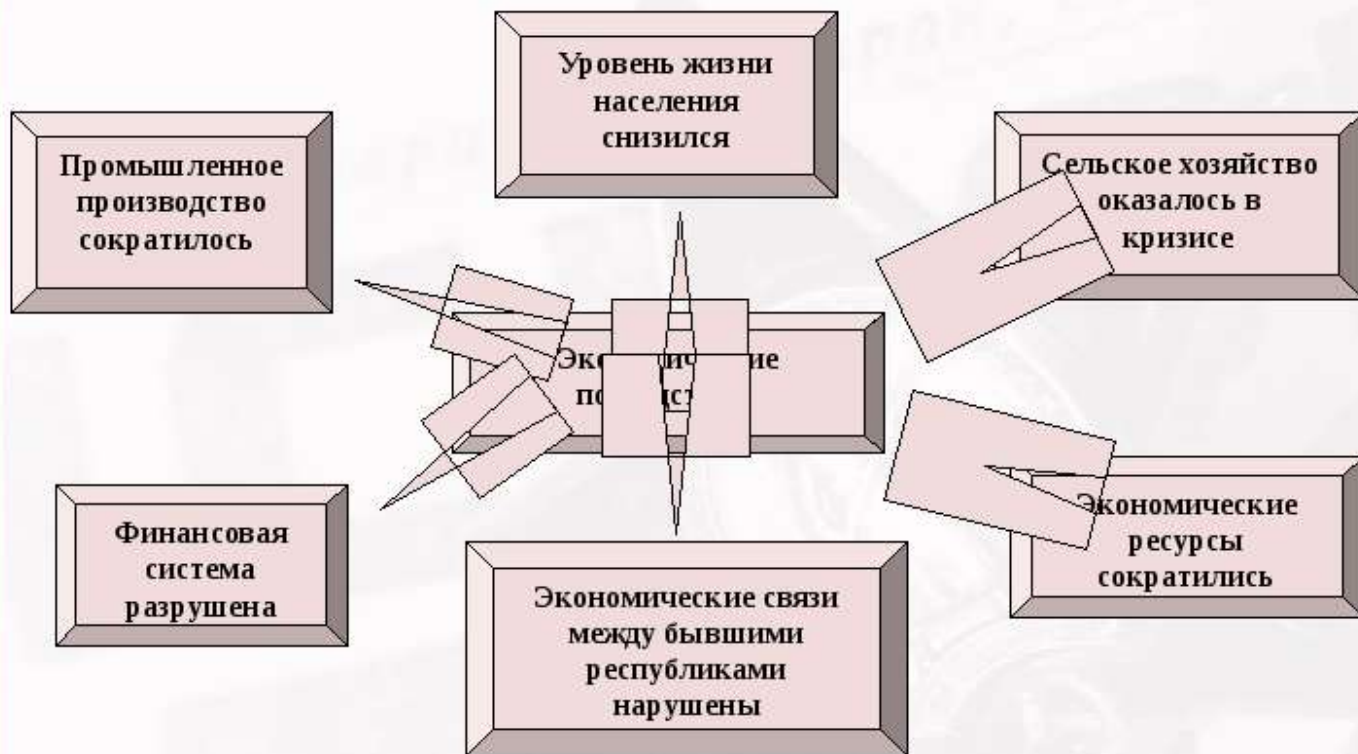 Уровень жизни
населения
снизился
Промышленное
производство
сократилось
Сельское хозяйство
оказалось в
кризисе
Финансовая
система
разрушена
Экономические связи
между бывшими
республиками
нарушены
Экономические
ресурсы
сократились